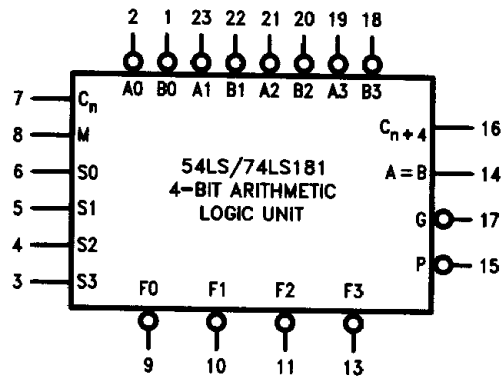 2 1 23 22 21 20 19 18
A0 B0 A1 B1 A2 B2 A3 B3
7 Cn
8 M
6 S0
5 S1
4 S2
3 S3
54LS/74LS181
4-BIT ARITHMETIC
LOGIC UNIT
Cn+4 16
A=B 14
G 17
P 15
F0 F1 F2 F3
9 10 11 13